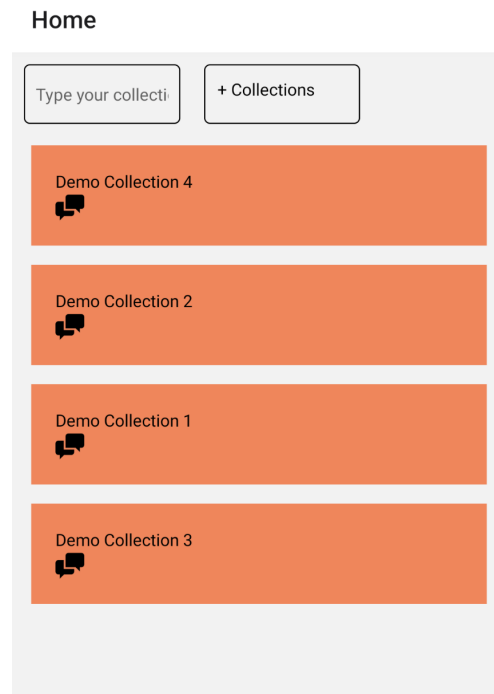 Home
Type your collecti
+ Collections
Demo Collection 4
Demo Collection 2
Demo Collection 1
Demo Collection 3